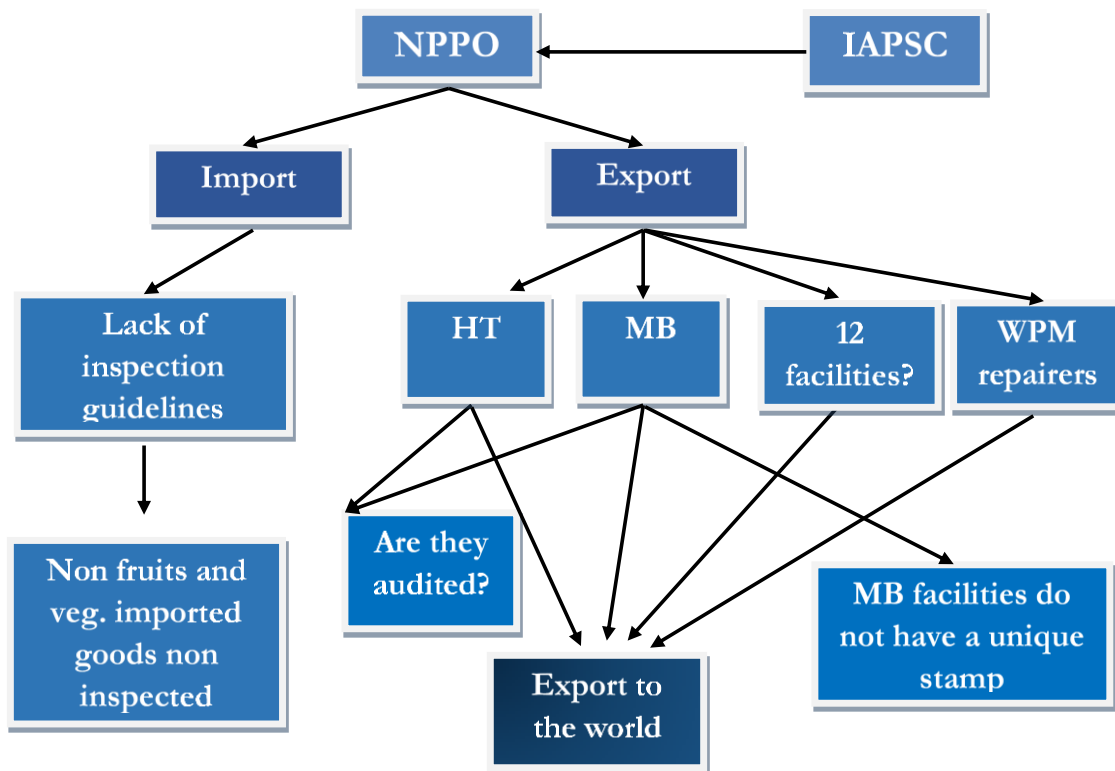 NPPO
IAPSC
Import
Export
Lack of
inspection
guidelines
HT
MB
12
facilities?
WPM
repairers
Non fruits and
veg. imported
goods non
inspected
Are they
audited?
MB facilities do
not have a unique
stamp
Export to
the world